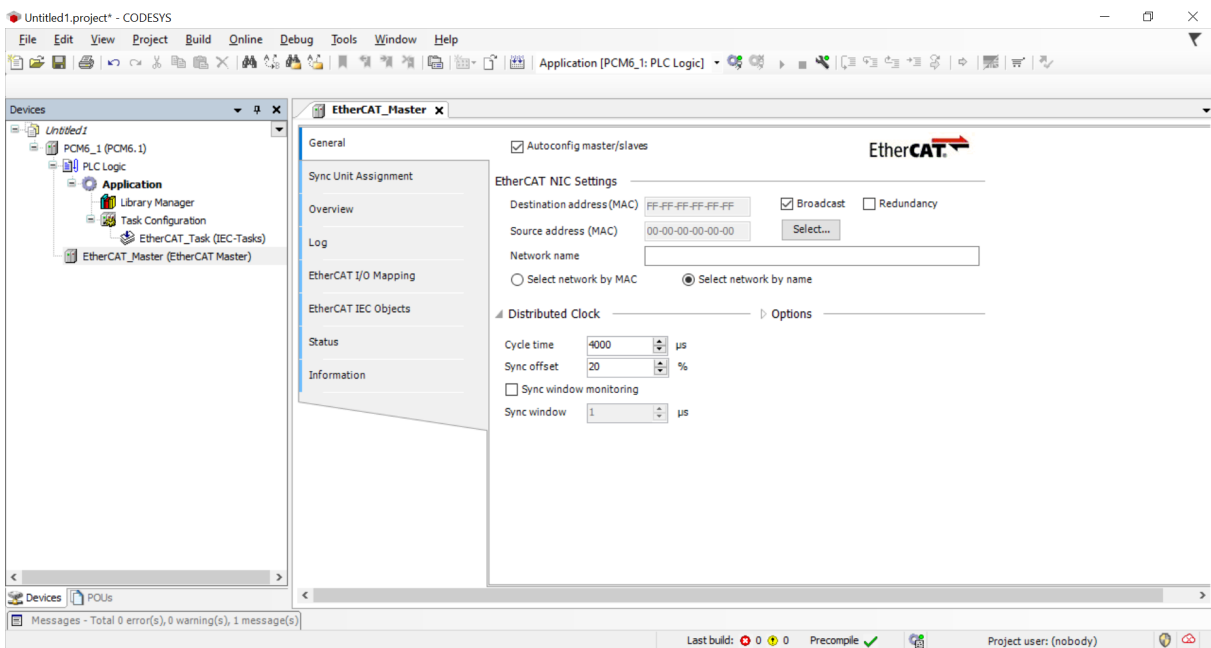 Untitled1.project* - CODESYS
File Edit View Project Build Online Debug Tools Window Help
Application [PCM6_1: PLC Logic]
Devices
EtherCAT_Master
Untitled1
PCM6_1 (PCM6.1)
PLC Logic
Application
Library Manager
Task Configuration
EtherCAT_Task (IEC-Tasks)
EtherCAT_Master (EtherCAT Master)
General
Sync Unit Assignment
Overview
Log
EtherCAT I/O Mapping
EtherCAT IEC Objects
Status
Information
Autoconfig master/slaves
EtherCAT.
EtherCAT NIC Settings
Destination address (MAC) FF-FF-FF-FF-FF-FF Broadcast Redundancy
Source address (MAC) 00-00-00-00-00-00 Select...
Network name
Select network by MAC Select network by name
Distributed Clock Options
Cycle time 4000 µs
Sync offset 20 %
Sync window monitoring
Sync window 1 µs
Devices POUs
Messages - Total 0 error(s), 0 warning(s), 1 message(s)
Last build: 0 0 Precompile Project user: (nobody)